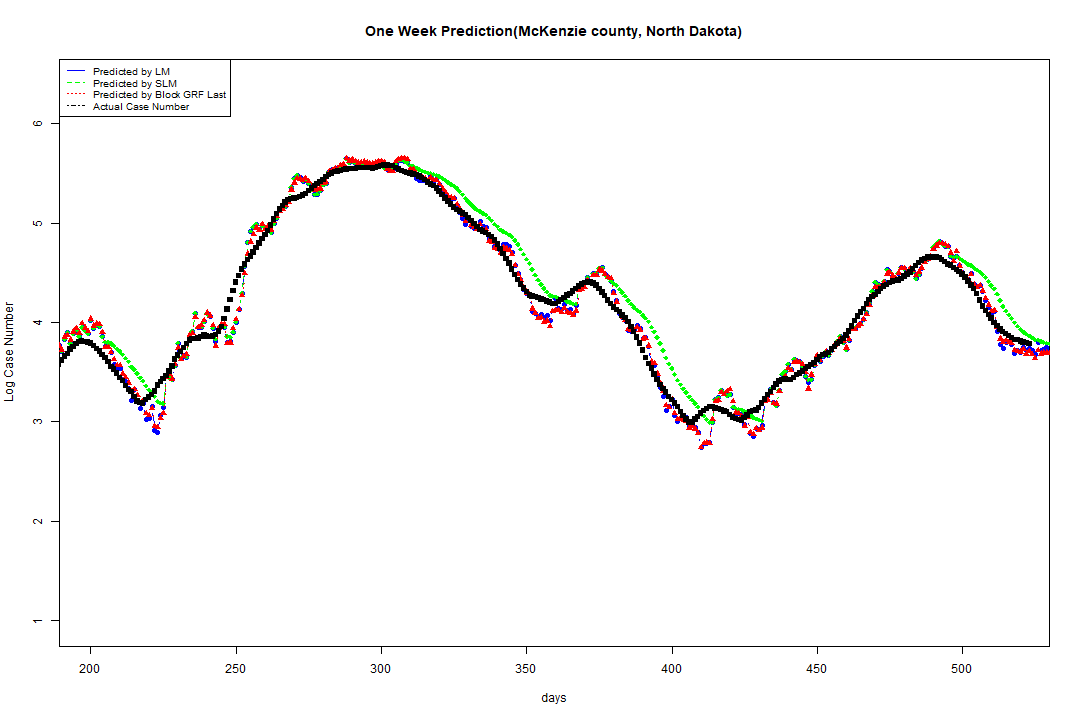 One Week Prediction(McKenzie county, North Dakota)
Predicted by LM
Predicted by SLM
Predicted by Block GRF Last
Actual Case Number
6
5
4
3
2
1
Log Case Number
200 250 300 350 400 450 500
days